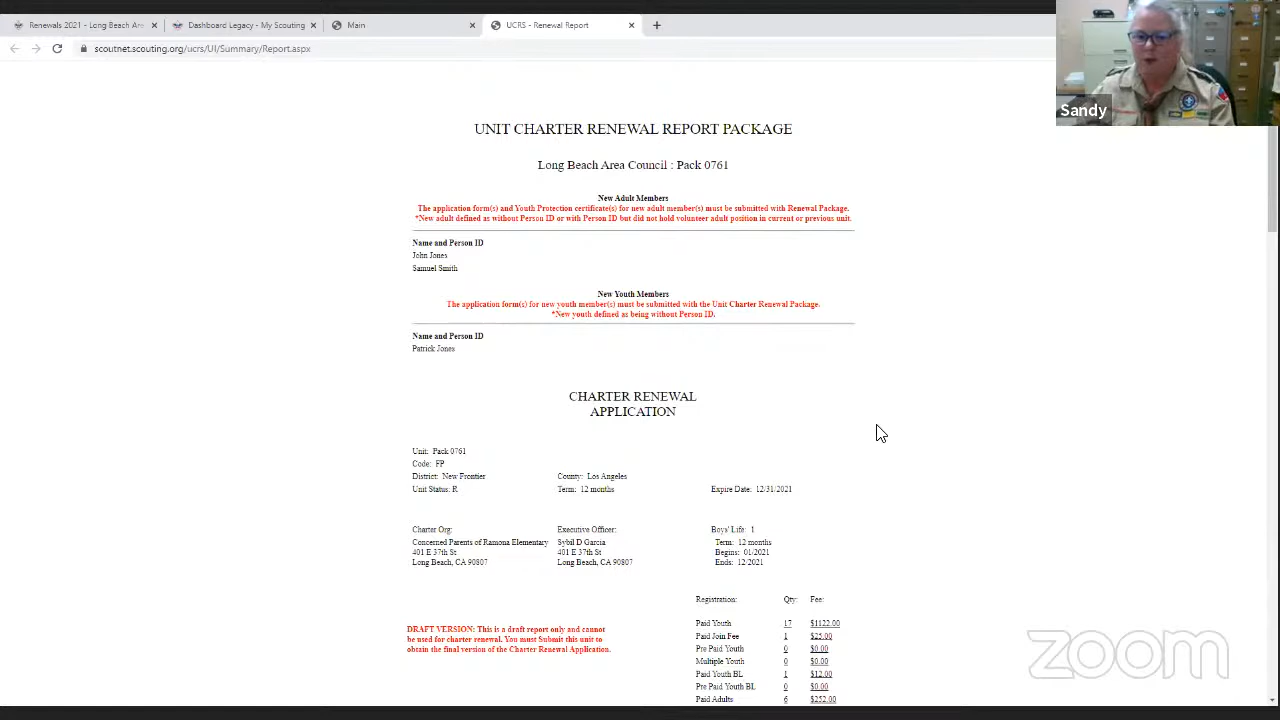 Renewals 2021 - Long Beach Area
Dashboard Legacy - My Scouting
Main
UCRS - Renewal Report
scoutnet.scouting.org/ucrs/UI/Summary/Report.aspx
Sandy
UNIT CHARTER RENEWAL REPORT PACKAGE
Long Beach Area Council : Pack 0761
New Adult Members
The application form(s) and Youth Protection certificate(s) for new adult member(s) must be submitted with Renewal Package.
*New adult defined as without Person ID or with Person ID but did not hold volunteer adult position in current or previous unit.
Name and Person ID
John Jones
Samuel Smith
New Youth Members
The application form(s) for new youth member(s) must be submitted with the Unit Charter Renewal Package.
*New youth defined as being without Person ID.
Name and Person ID
Patrick Jones
CHARTER RENEWAL
APPLICATION
Unit: Pack 0761
Code: FP
District: New Frontier County: Los Angeles
Unit Status: R Term: 12 months Expire Date: 12/31/2021
Charter Org: Executive Officer: Boys' Life: 1
Concerned Parents of Ramona Elementary Sybil D Garcia Term: 12 months
401 E 37th St 401 E 37th St Begins: 01/2021
Long Beach, CA 90807 Long Beach, CA 90807 Ends: 12/2021
Registration: Qty: Fee:
Paid Youth 17 $1122.00
DRAFT VERSION: This is a draft report only and cannot
be used for charter renewal. You must Submit this unit to
obtain the final version of the Charter Renewal Application.
Paid Join Fee 1 $25.00
Pre Paid Youth 0 $0.00
Multiple Youth 0 $0.00
Paid Youth BL 1 $12.00
Pre Paid Youth BL 0 $0.00
Paid Adults 6 $252.00
zoom